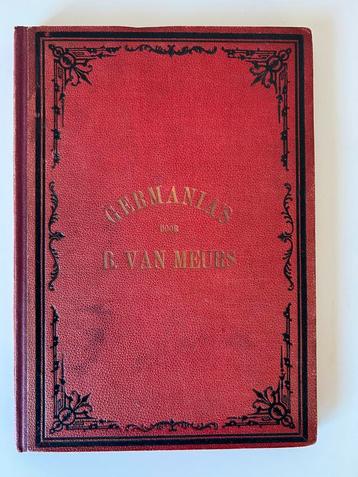 GERMANIA'S
DOOR
B. VAN MEURS